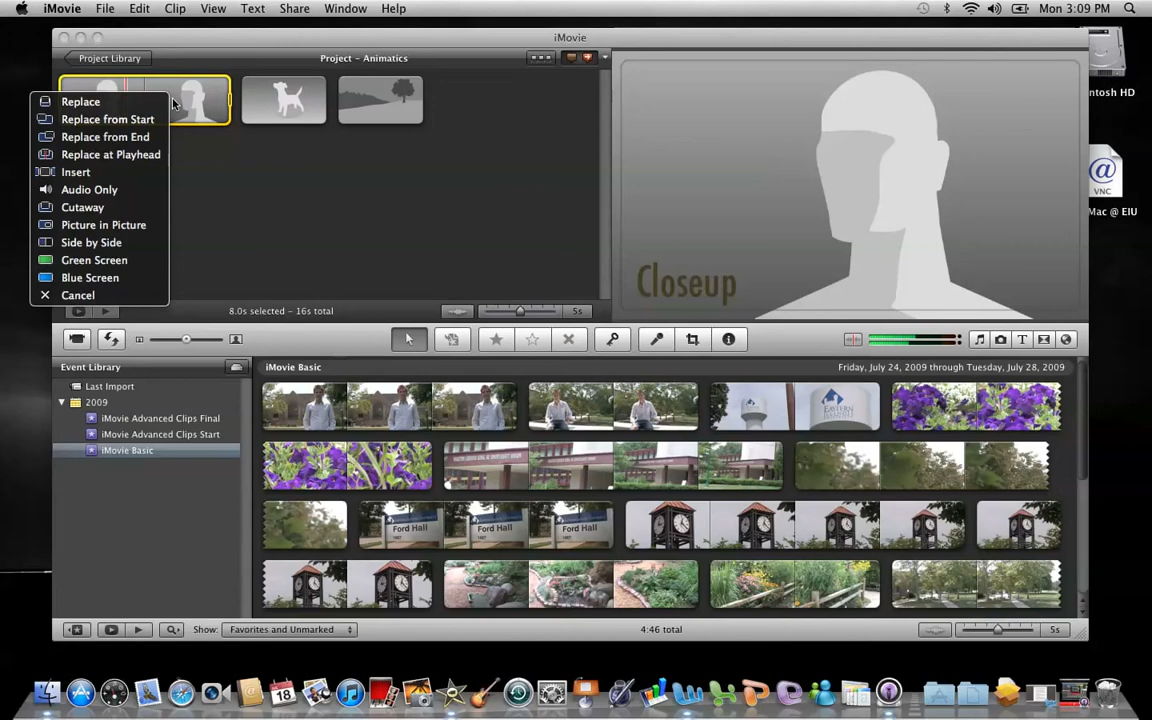 iMovie File Edit Clip View Text Share Window Help Mon 3:09 PM
iMovie
Project Library Project – Animatics
Replace
Replace from Start
Replace from End
Replace at Playhead
Insert
Audio Only
Cutaway
Picture in Picture
Side by Side
Green Screen
Blue Screen
Cancel
Closeup
intosh HD
@
VNC
Mac @ EIU
8.0s selected – 16s total 5s
Event Library
Last Import
2009
iMovie Advanced Clips Final
iMovie Advanced Clips Start
iMovie Basic
iMovie Basic Friday, July 24, 2009 through Tuesday, July 28, 2009
EASTERN
Ford Hall
Ford Hall
Ford Hall
Show: Favorites and Unmarked 4:46 total 5s
18